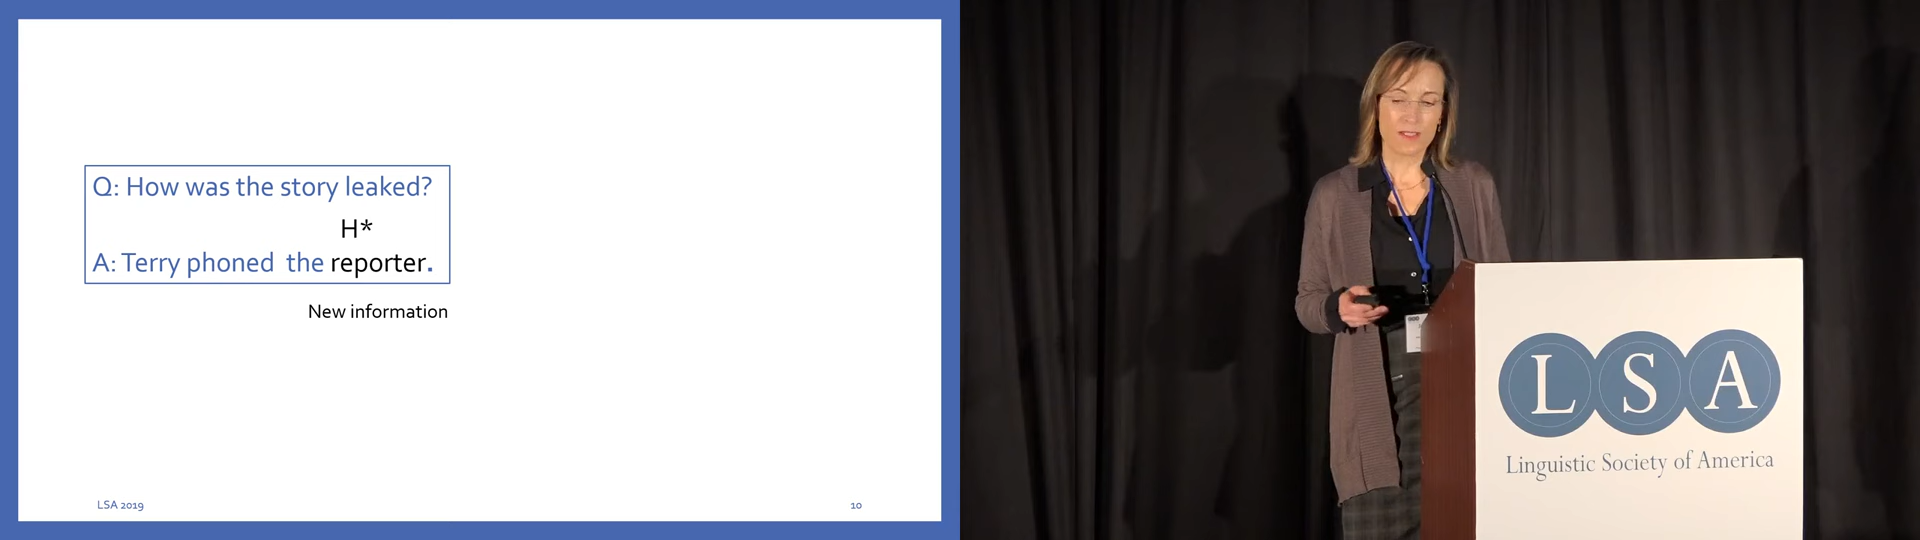 Q: How was the story leaked?
H*
A: Terry phoned the reporter.
New information
LSA 2019
10
LSA
Linguistic Society of America